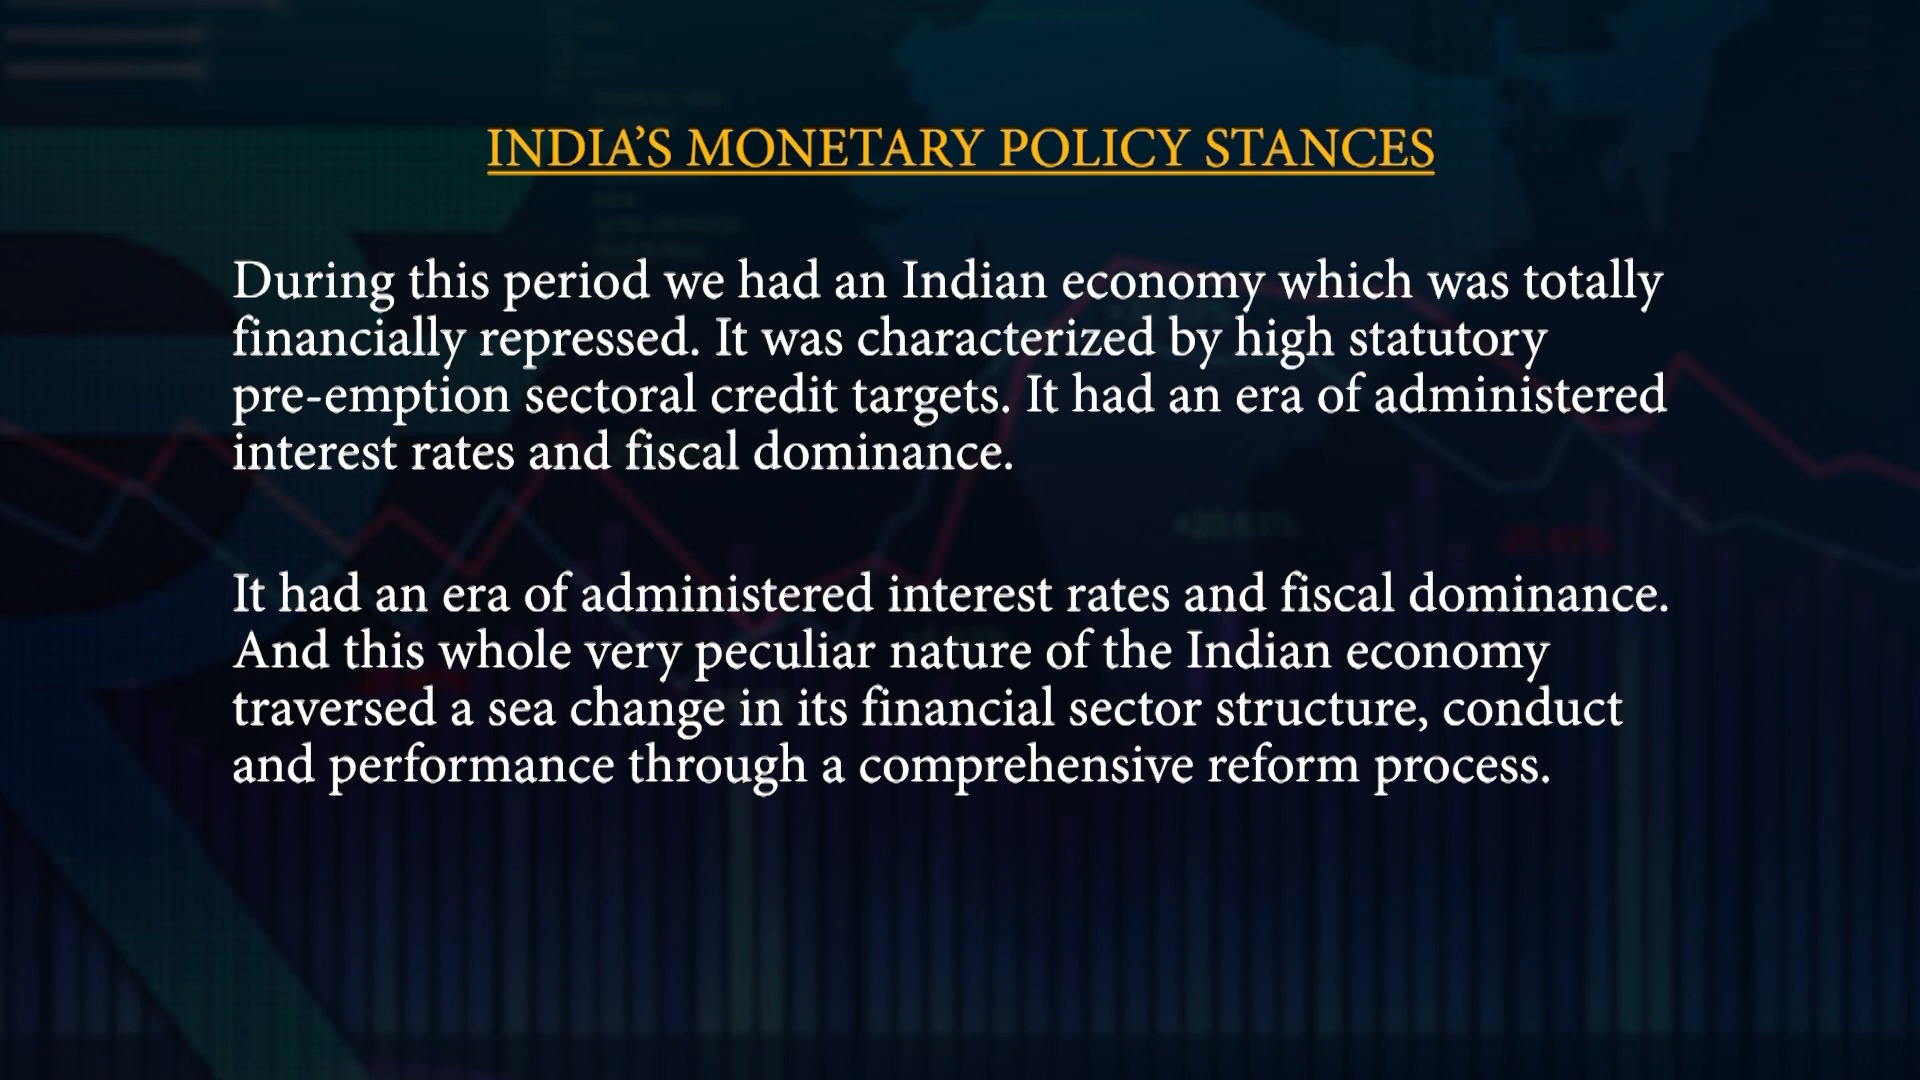 INDIA’S MONETARY POLICY STANCES
During this period we had an Indian economy which was totally
financially repressed. It was characterized by high statutory
pre-emption sectoral credit targets. It had an era of administered
interest rates and fiscal dominance.
It had an era of administered interest rates and fiscal dominance.
And this whole very peculiar nature of the Indian economy
traversed a sea change in its financial sector structure, conduct
and performance through a comprehensive reform process.